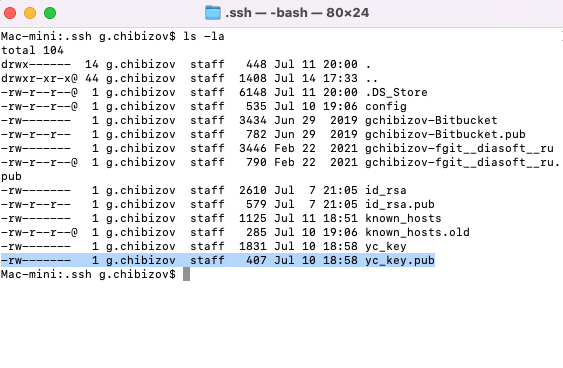 .ssh — -bash — 80×24
Mac-mini:.ssh g.chibizov$ ls -la
total 104
drwx------  14 g.chibizov  staff   448 Jul 11 20:00 .
drwxr-xr-x@ 44 g.chibizov  staff  1408 Jul 14 17:33 ..
-rw-r--r--@  1 g.chibizov  staff  6148 Jul 11 20:00 .DS_Store
-rw-r--r--@  1 g.chibizov  staff   535 Jul 10 19:06 config
-rw-------   1 g.chibizov  staff  3434 Jun 29  2019 gchibizov-Bitbucket
-rw-r--r--   1 g.chibizov  staff   782 Jun 29  2019 gchibizov-Bitbucket.pub
-rw-------   1 g.chibizov  staff  3446 Feb 22  2021 gchibizov-fgit__diasoft__ru
-rw-r--r--@  1 g.chibizov  staff   790 Feb 22  2021 gchibizov-fgit__diasoft__ru.
pub
-rw-------   1 g.chibizov  staff  2610 Jul  7 21:05 id_rsa
-rw-r--r--   1 g.chibizov  staff   579 Jul  7 21:05 id_rsa.pub
-rw-------   1 g.chibizov  staff  1125 Jul 11 18:51 known_hosts
-rw-r--r--@  1 g.chibizov  staff   285 Jul 10 19:06 known_hosts.old
-rw-------   1 g.chibizov  staff  1831 Jul 10 18:58 yc_key
-rw-------   1 g.chibizov  staff   407 Jul 10 18:58 yc_key.pub
Mac-mini:.ssh g.chibizov$